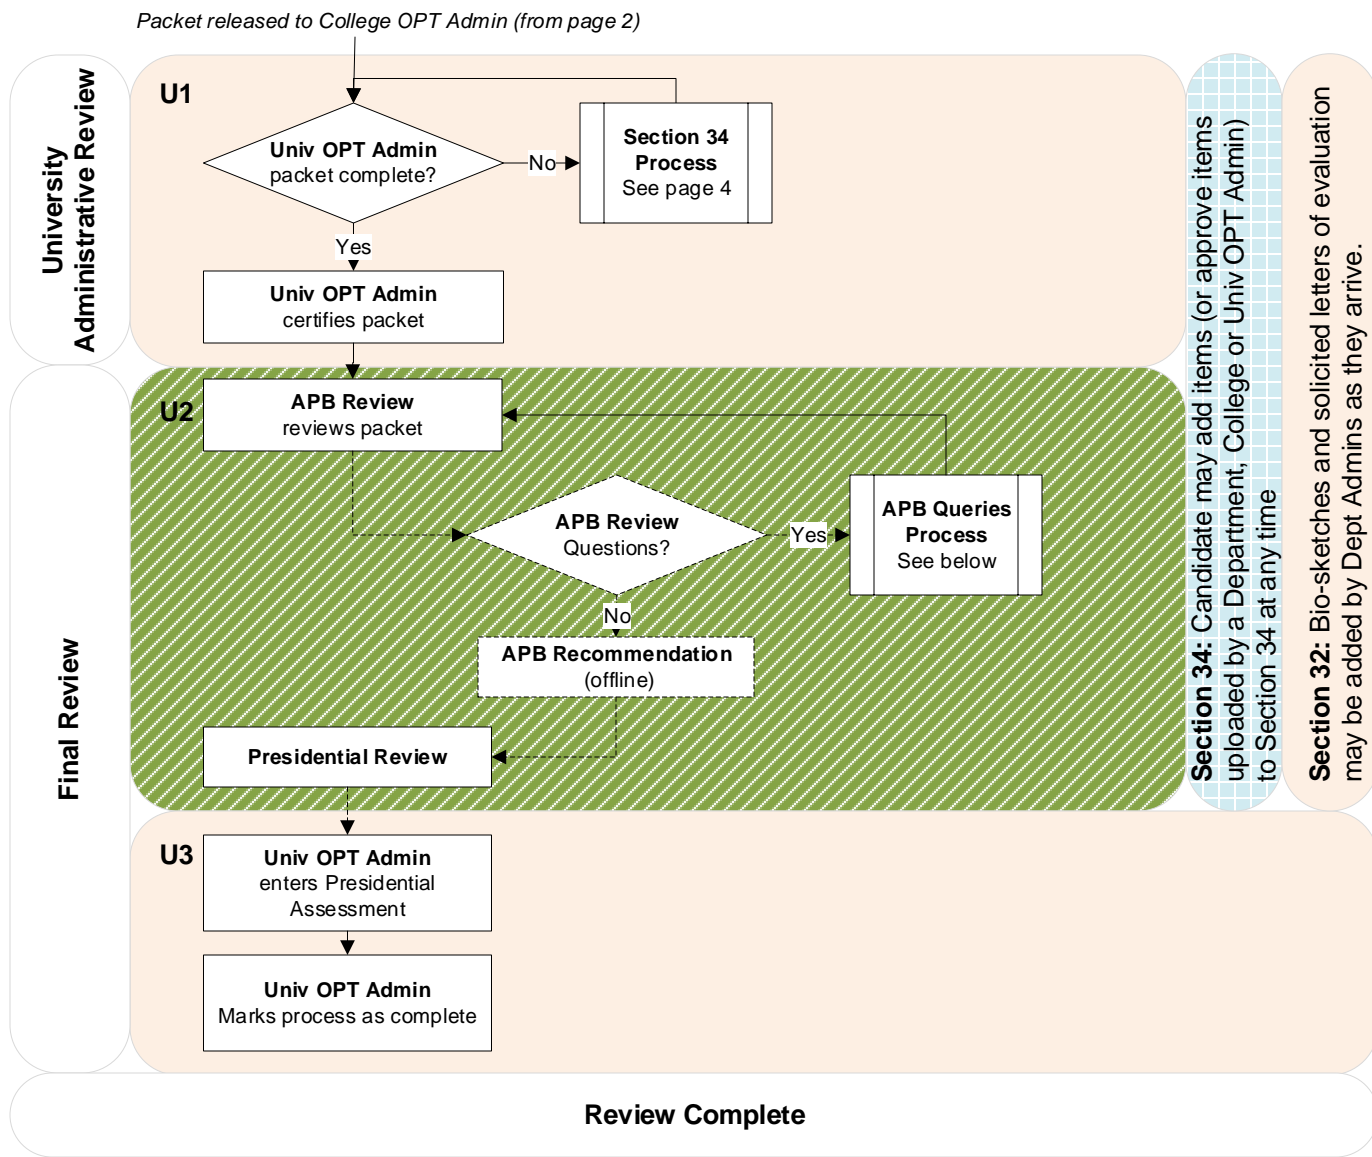 Packet released to College OPT Admin (from page 2)
University
Administrative Review
U1
Univ OPT Admin
packet complete?
No
Section 34
Process
See page 4
Yes
Univ OPT Admin
certifies packet
Final Review
U2
APB Review
reviews packet
APB Review
Questions?
Yes
APB Queries
Process
See below
No
APB Recommendation
(offline)
Presidential Review
U3
Univ OPT Admin
enters Presidential
Assessment
Univ OPT Admin
Marks process as complete
Section 34: Candidate may add items (or approve items
uploaded by a Department, College or Univ OPT Admin)
to Section 34 at any time
Section 32: Bio-sketches and solicited letters of evaluation
may be added by Dept Admins as they arrive.
Review Complete